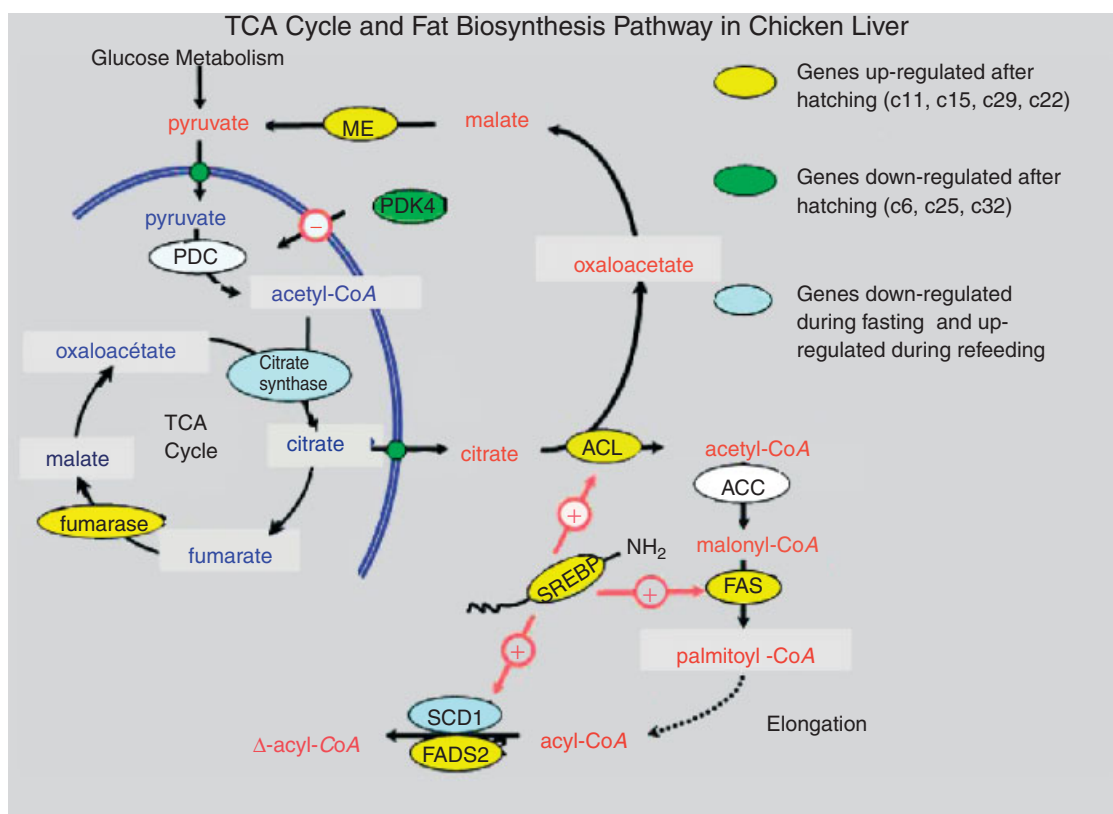 TCA Cycle and Fat Biosynthesis Pathway in Chicken Liver
Glucose Metabolism
pyruvate
ME
malate
Genes up-regulated after
hatching (c11, c15, c29, c22)
Genes down-regulated after
hatching (c6, c25, c32)
Genes down-regulated
during fasting and up-
regulated during refeeding
PDK4
−
pyruvate
PDC
acetyl-CoA
oxaloacetate
oxaloacétate
Citrate
synthase
TCA
Cycle
citrate
malate
fumarase
fumarate
citrate
ACL
acetyl-CoA
ACC
malonyl-CoA
+
NH₂
SREBP
+
FAS
+
palmitoyl -CoA
Elongation
SCD1
FADS2
acyl-CoA
Δ-acyl-CoA